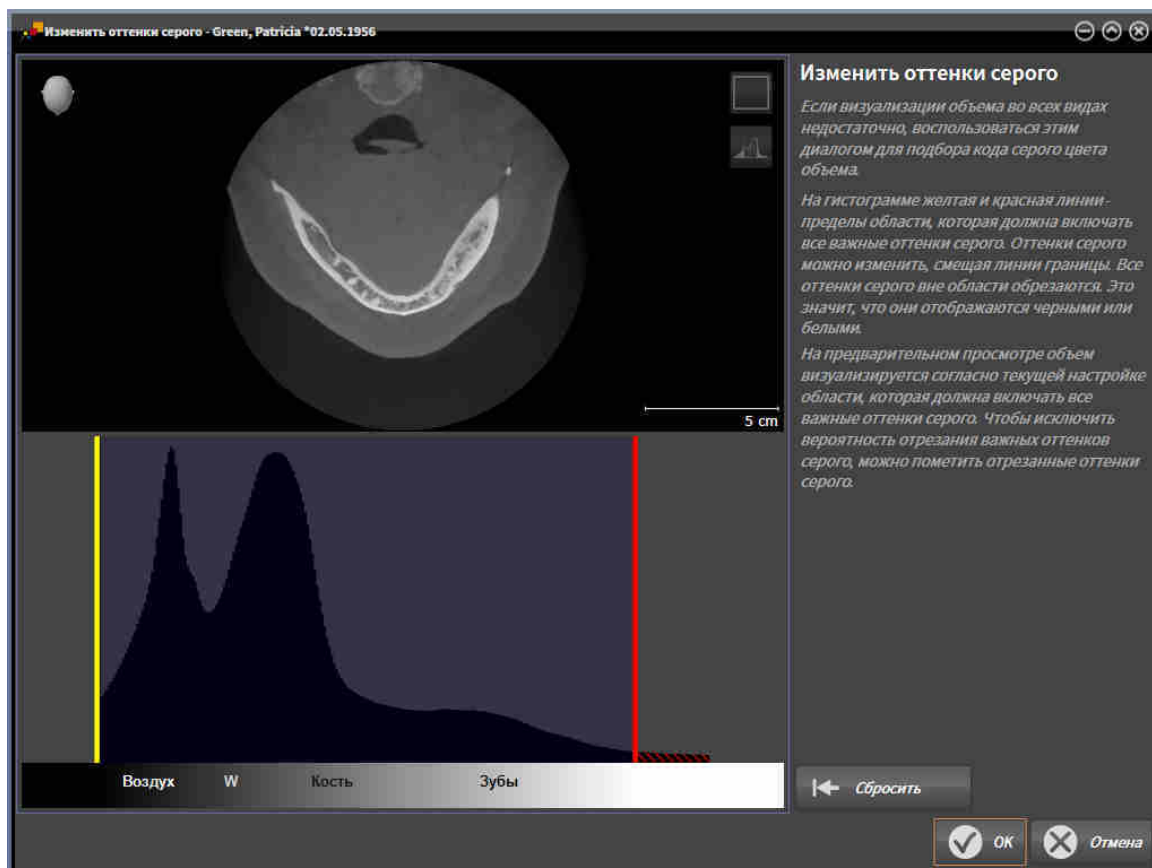 Изменить оттенки серого - Green, Patricia *02.05.1956
Изменить оттенки серого
Если визуализации объема во всех видах
недостаточно, воспользоваться этим
диалогом для подбора кода серого цвета
объема.
На гистограмме желтая и красная линии-
пределы области, которая должна включать
все важные оттенки серого. Оттенки серого
можно изменить, смещая линии границы. Все
оттенки серого вне области обрезаются. Это
значит, что они отображаются черными или
белыми.
На предварительном просмотре объем
визуализируется согласно текущей настройке
области, которая должна включать все
важные оттенки серого. Чтобы исключить
вероятность отрезания важных оттенков
серого, можно пометить отрезанные оттенки
серого.
5 cm
Воздух W Кость Зубы
Сбросить
OK Отмена